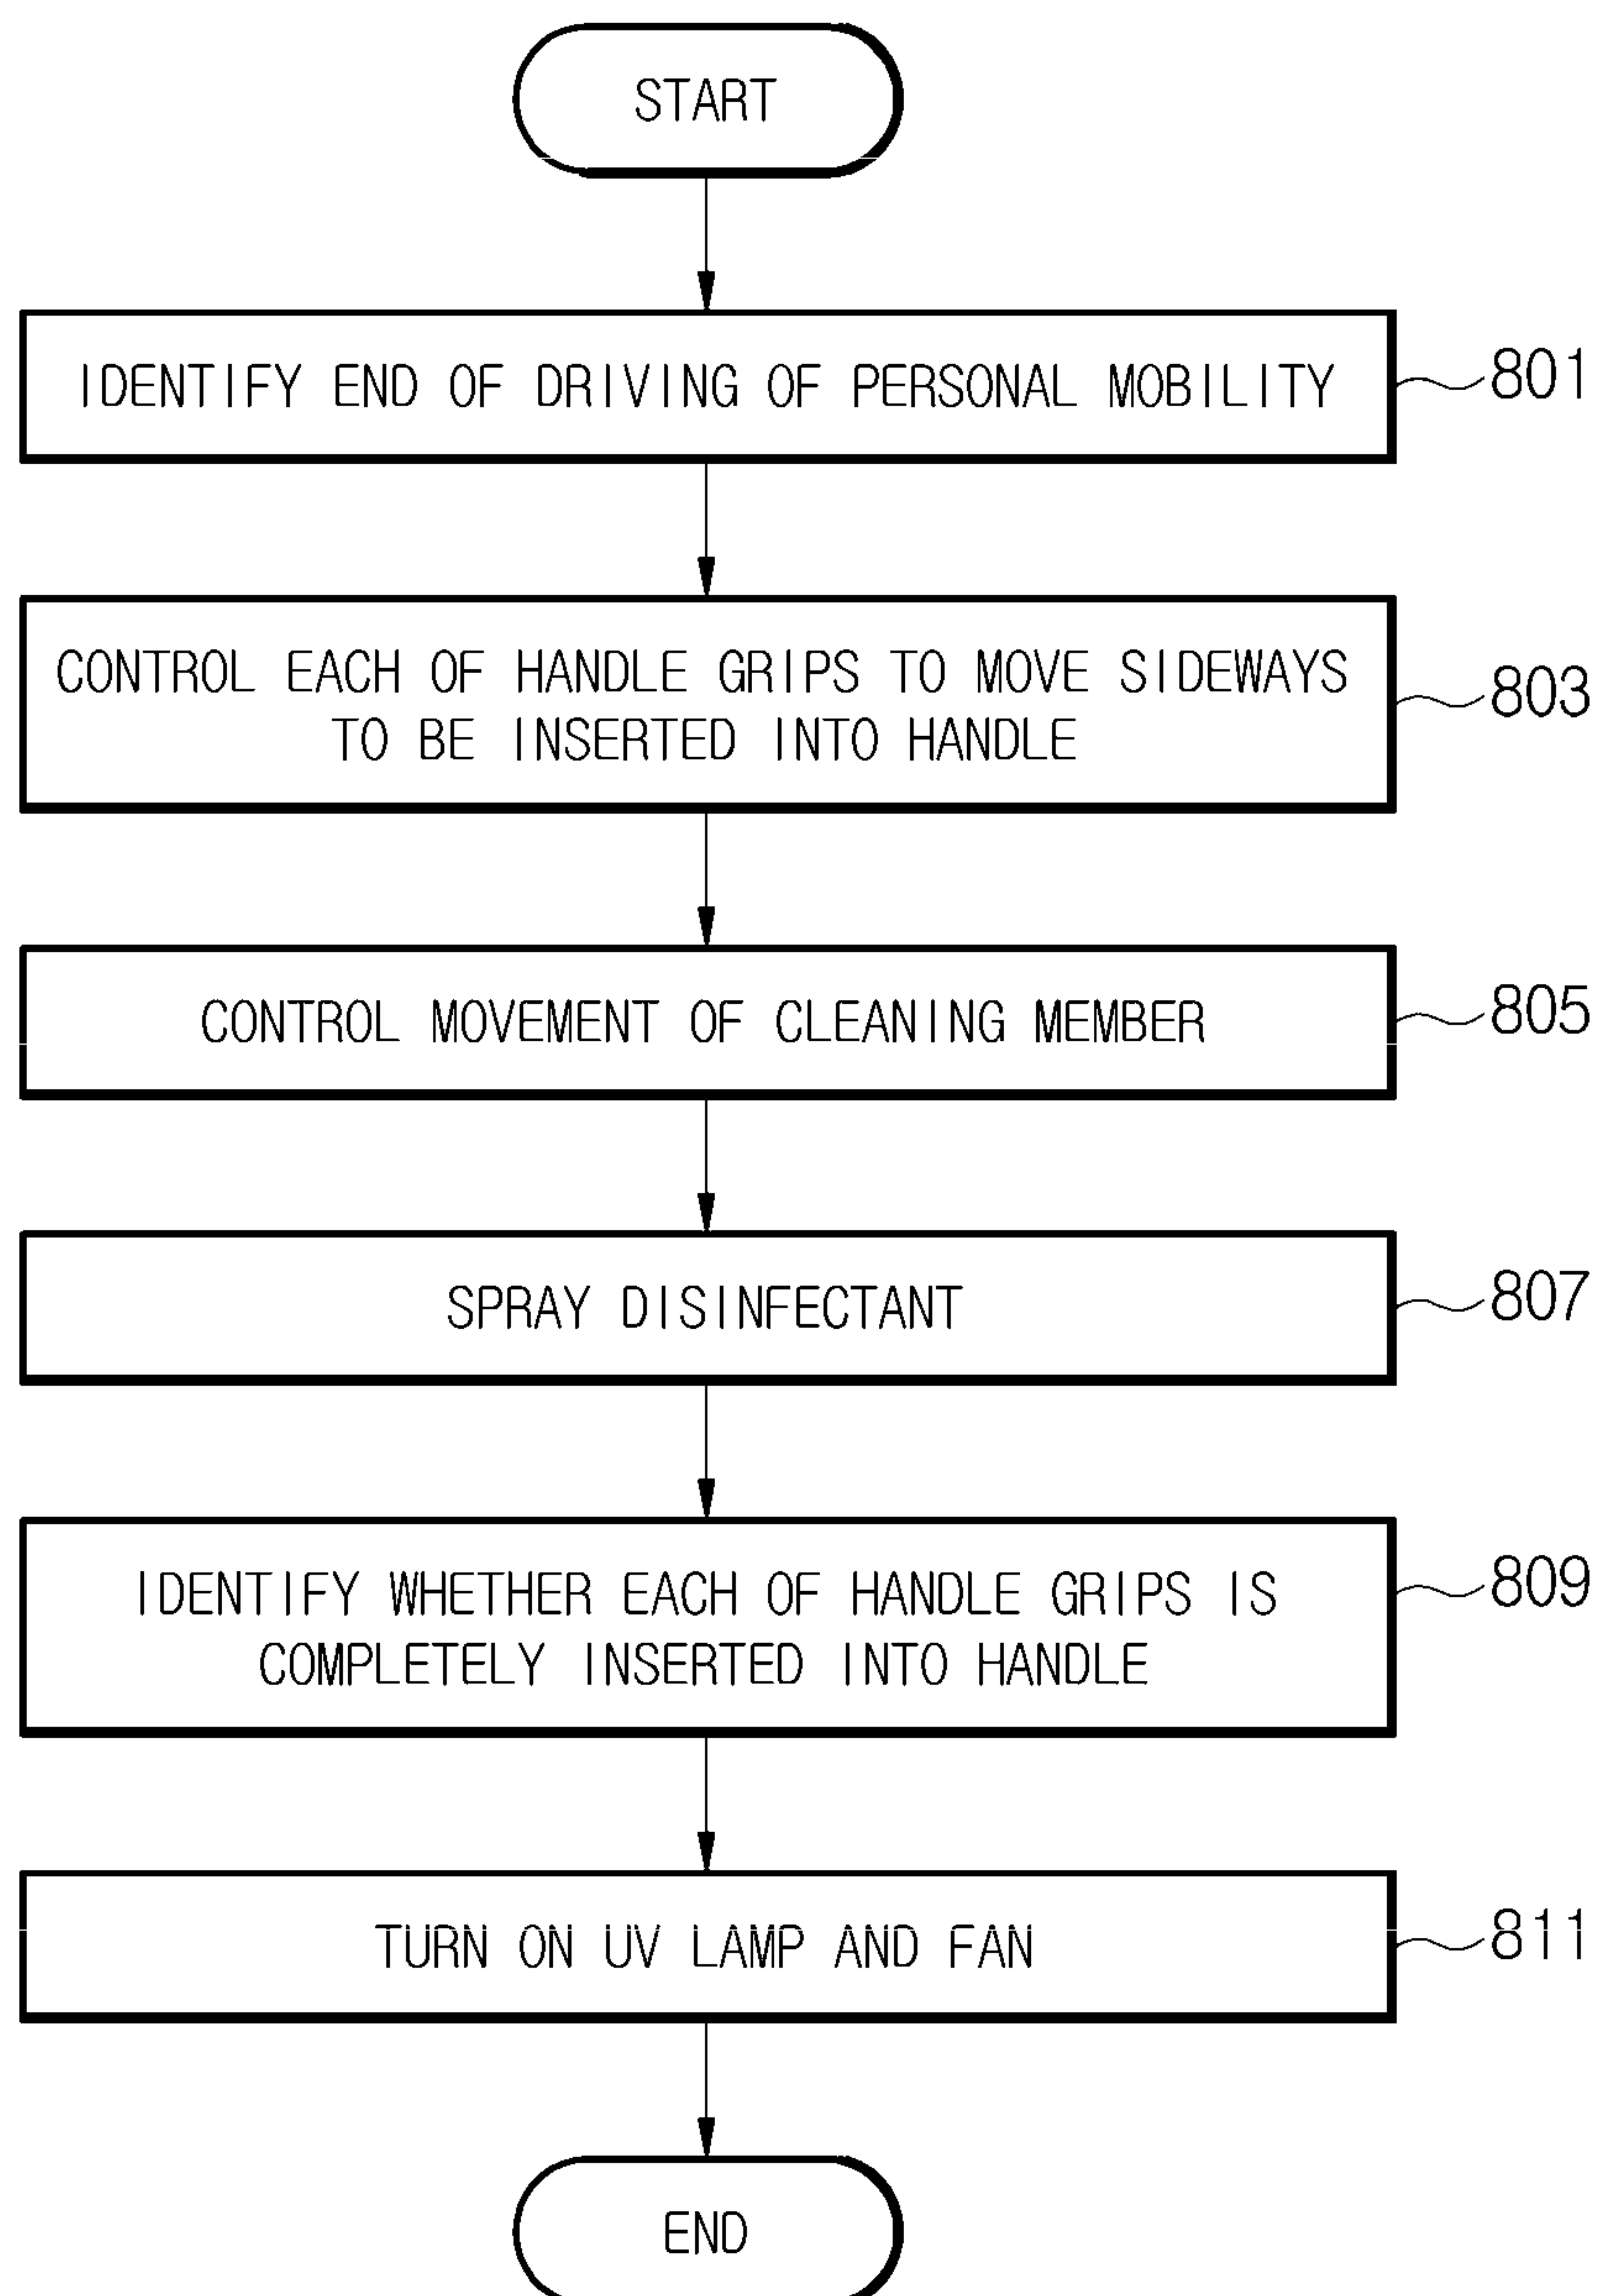 START
IDENTIFY END OF DRIVING OF PERSONAL MOBILITY
801
CONTROL EACH OF HANDLE GRIPS TO MOVE SIDEWAYS
TO BE INSERTED INTO HANDLE
803
CONTROL MOVEMENT OF CLEANING MEMBER
805
SPRAY DISINFECTANT
807
IDENTIFY WHETHER EACH OF HANDLE GRIPS IS
COMPLETELY INSERTED INTO HANDLE
809
TURN ON UV LAMP AND FAN
811
END